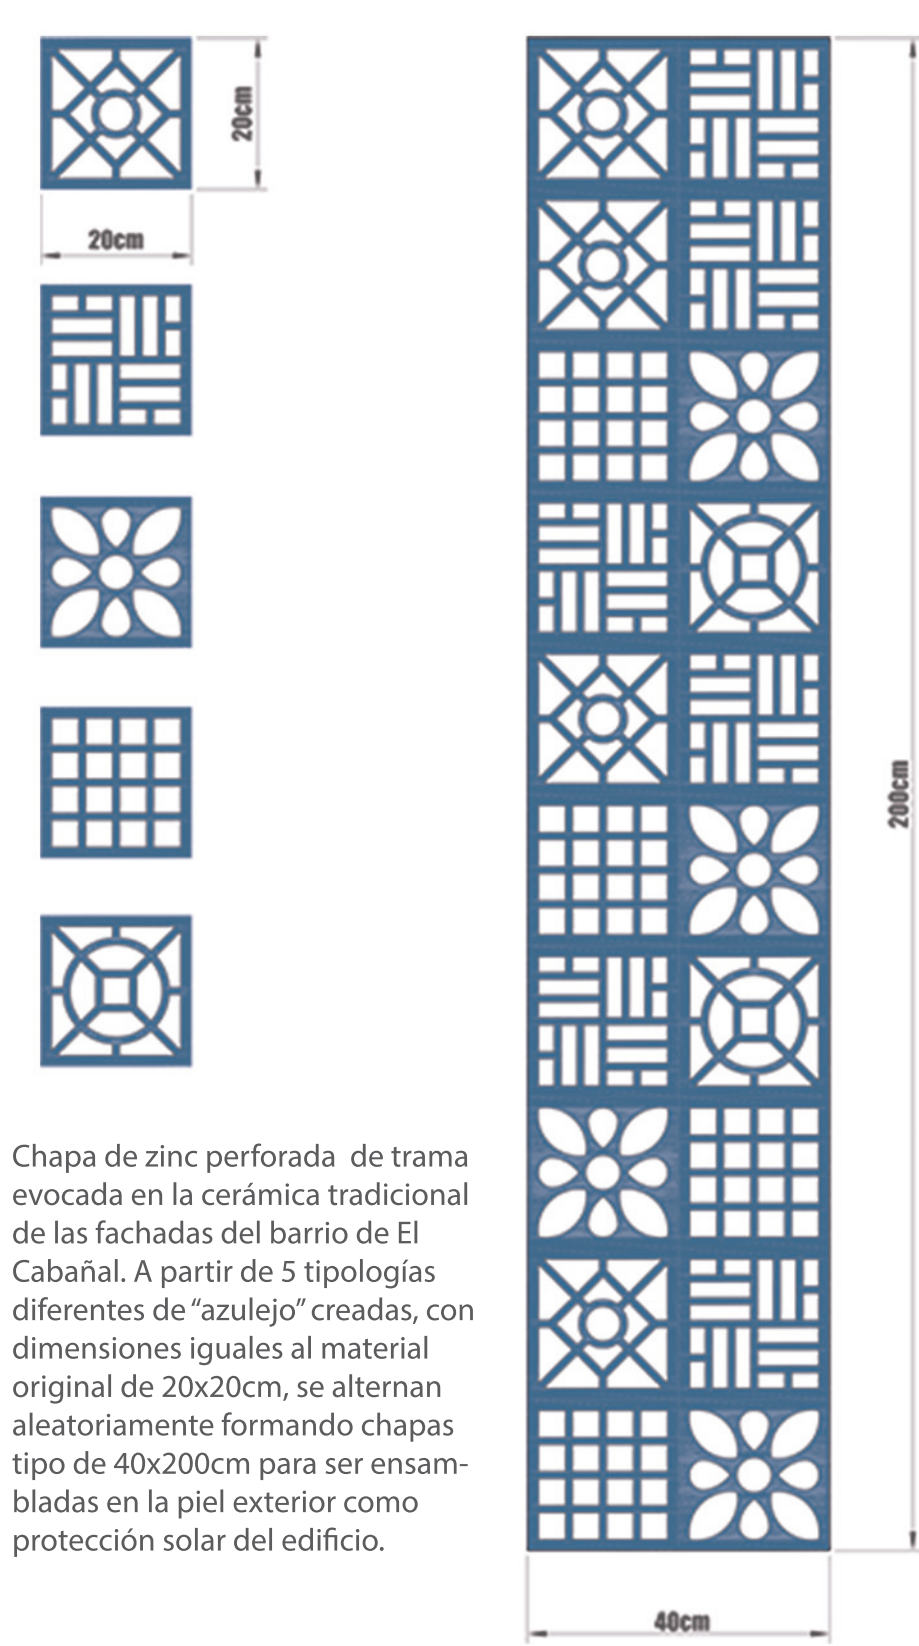 20cm
20cm
200cm
Chapa de zinc perforada  de trama
evocada en la cerámica tradicional
de las fachadas del barrio de El
Cabañal. A partir de 5 tipologías
diferentes de “azulejo” creadas, con
dimensiones iguales al material
original de 20x20cm, se alternan
aleatoriamente formando chapas
tipo de 40x200cm para ser ensam-
bladas en la piel exterior como
protección solar del edificio.
40cm